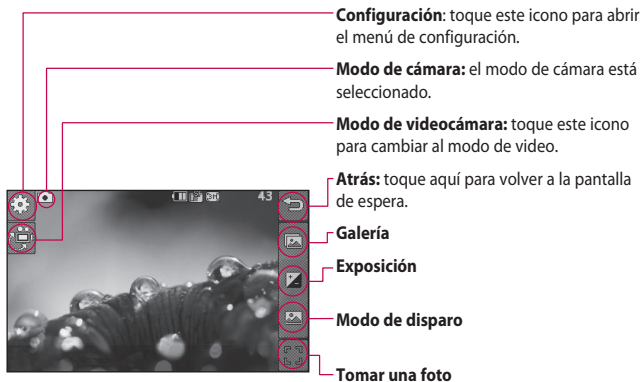 Configuración: toque este icono para abrir
el menú de configuración.
Modo de cámara: el modo de cámara está
seleccionado.
Modo de videocámara: toque este icono
para cambiar al modo de video.
Atrás: toque aquí para volver a la pantalla
de espera.
43
Galería
Exposición
Modo de disparo
Tomar una foto